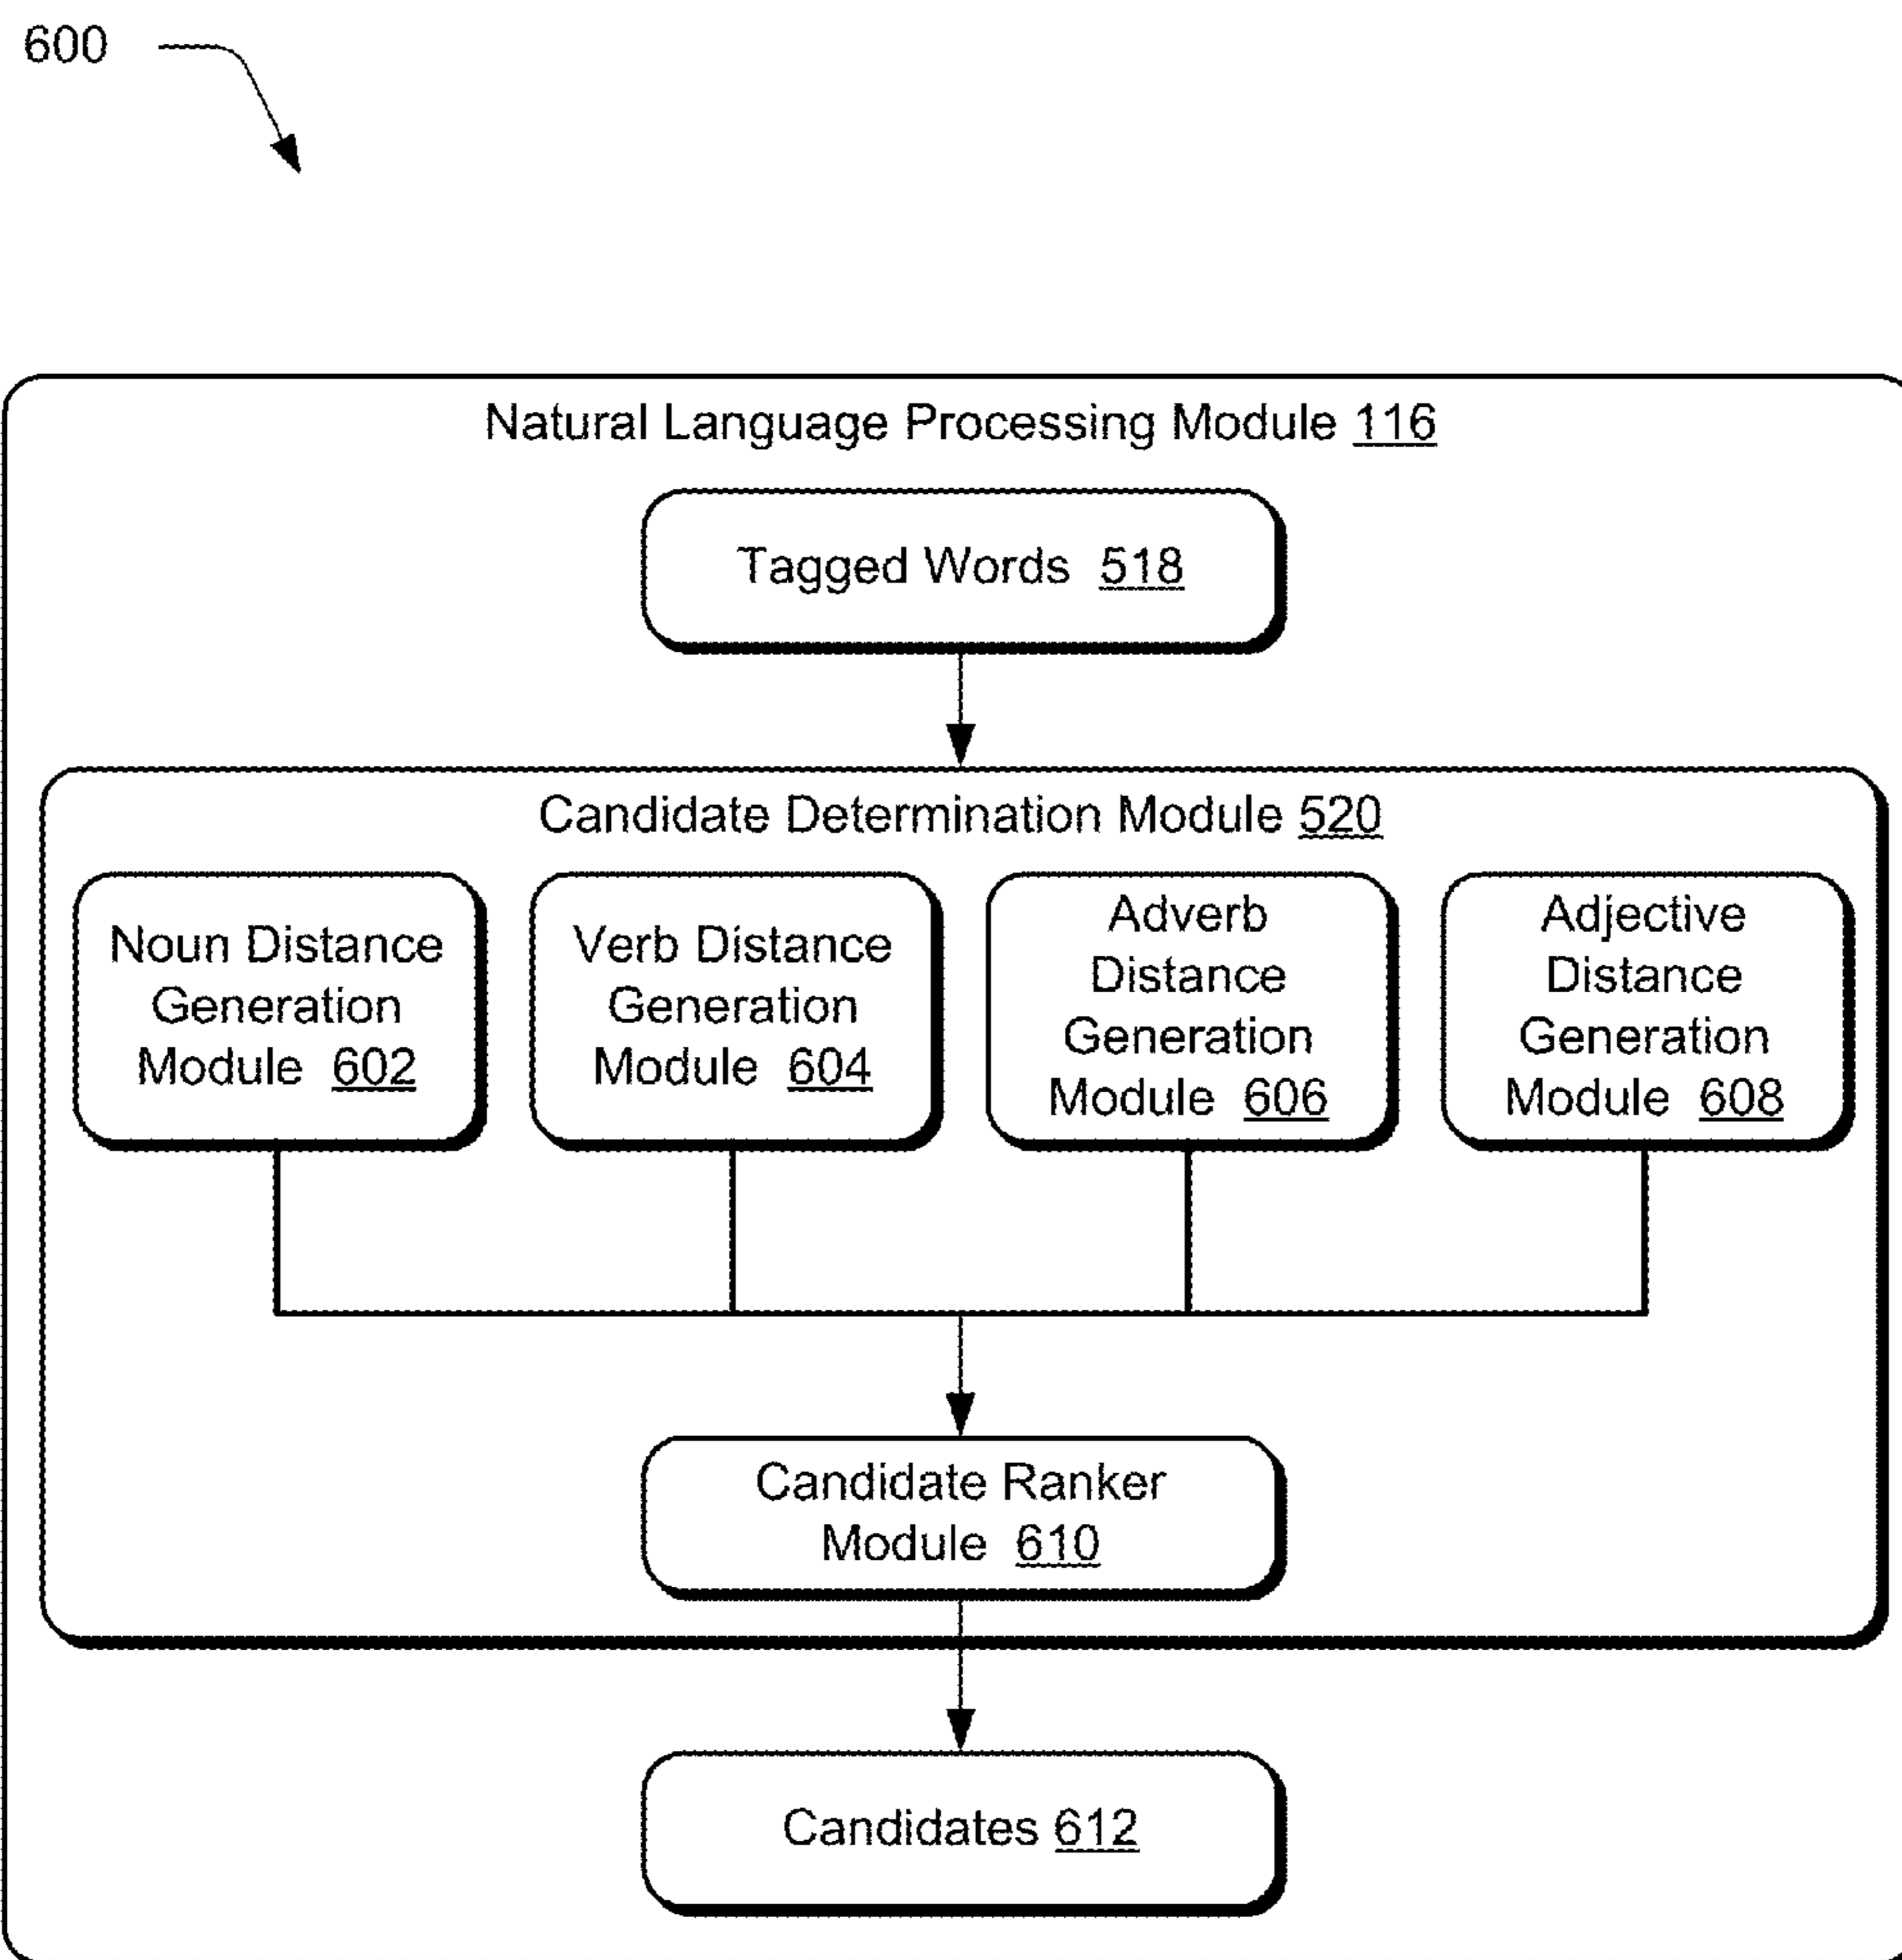 600
Natural Language Processing Module 116
Tagged Words 518
Candidate Determination Module 520
Noun Distance
Generation
Module 602
Verb Distance
Generation
Module 604
Adverb
Distance
Generation
Module 606
Adjective
Distance
Generation
Module 608
Candidate Ranker
Module 610
Candidates 612